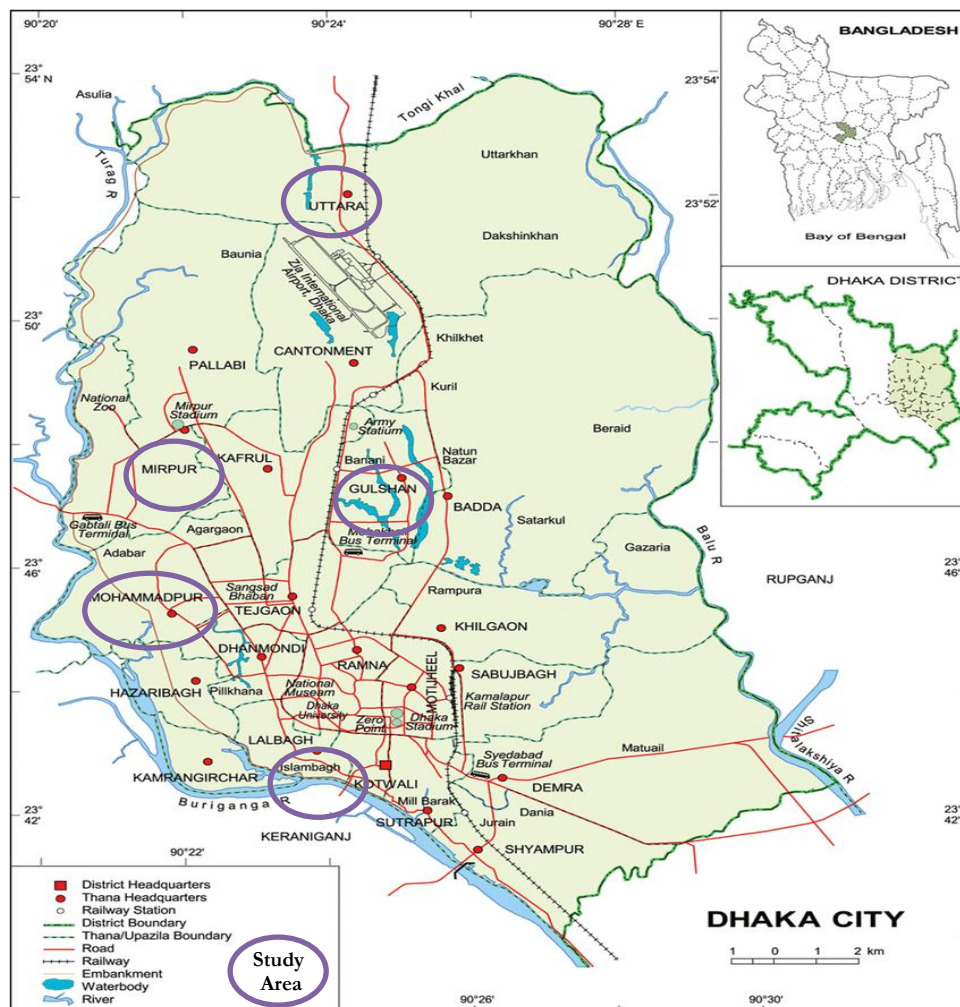 90°20'
90°24'
90°28' E
23°
54' N
Asulia
Tongi Khal
Turag R
Uttarkhan
UTTARA
Dakshinkhan
Baunia
Zia International
Airport, Dhaka
23°
50'
Khilkhet
CANTONMENT
PALLABI
Kuril
National
Zoo
Mirpur
Stadium
Army
Statium
Beraid
MIRPUR
KAFRUL
Banani
Natun
Bazar
GULSHAN
BADDA
Gabtali Bus
Terminal
Agargaon
Mohakhali
Bus Terminal
Satarkul
Adabar
Gazaria
Balu R
23°
46'
RUPGANJ
MOHAMMADPUR
Sangsad
Bhaban
TEJGAON
Rampura
KHILGAON
DHANMONDI
RAMNA
MOTIJHEEL
SABUJBAGH
HAZARIBAGH
Pillkhana
National
Museam
Dhaka
University
Zero
Point
Dhaka
Stadium
Kamalapur
Rail Station
LALBAGH
Islambagh
Syedabad
Bus Terminal
Matuail
Shitalakshiya R
KAMRANGIRCHAR
KOTWALI
DEMRA
Buriganga R
Mill Barak
Dania
23°
42'
SUTRAPUR
Jurain
KERANIGANJ
SHYAMPUR
90°22'
90°26'
90°30'
BANGLADESH
23°54'
23°52'
Bay of Bengal
DHAKA DISTRICT
23°
46'
23°
42'
District Headquarters
Thana Headquarters
Railway Station
District Boundary
Thana/Upazila Boundary
Road
Railway
Embankment
Waterbody
River
Study
Area
DHAKA CITY
1 0 1 2 km